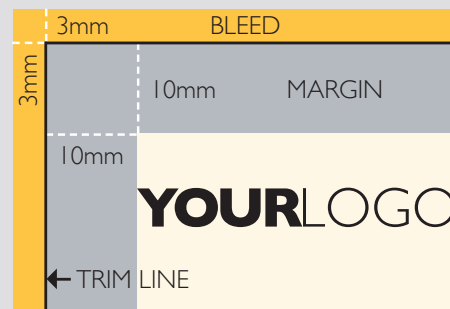 3mm BLEED
3mm
10mm MARGIN
10mm
YOURLOGO
TRIM LINE